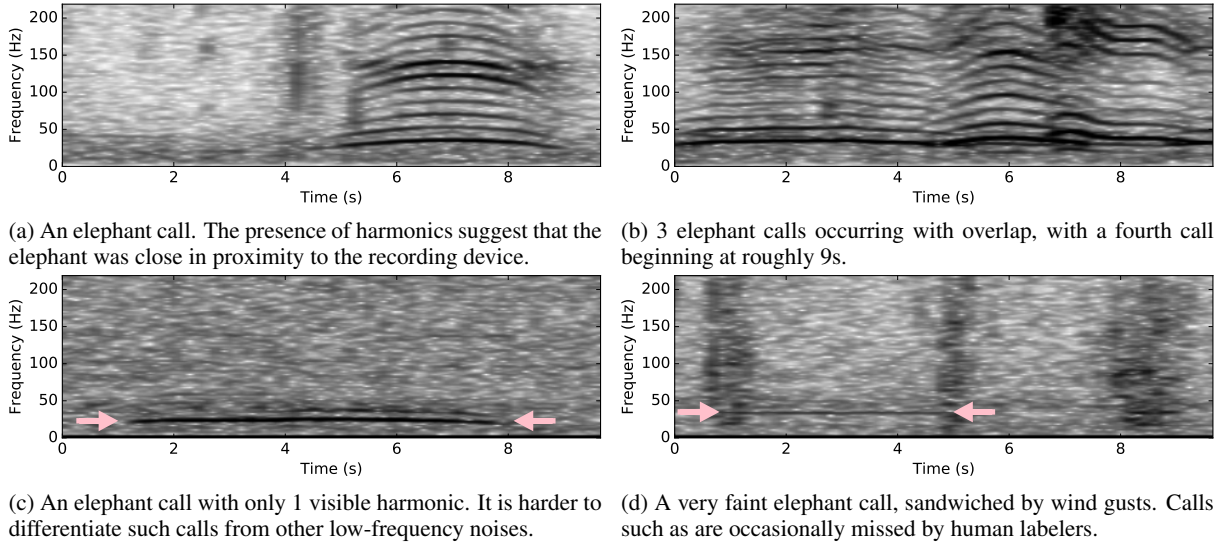 200
150
100
50
0
Frequency (Hz)
0 2 4 6 8
Time (s)
200
150
100
50
0
Frequency (Hz)
0 2 4 6 8
Time (s)
(a) An elephant call. The presence of harmonics suggest that the
elephant was close in proximity to the recording device.
(b) 3 elephant calls occurring with overlap, with a fourth call
beginning at roughly 9s.
200
150
100
50
0
Frequency (Hz)
0 2 4 6 8
Time (s)
200
150
100
50
0
Frequency (Hz)
0 2 4 6 8
Time (s)
(c) An elephant call with only 1 visible harmonic. It is harder to
differentiate such calls from other low-frequency noises.
(d) A very faint elephant call, sandwiched by wind gusts. Calls
such as are occasionally missed by human labelers.